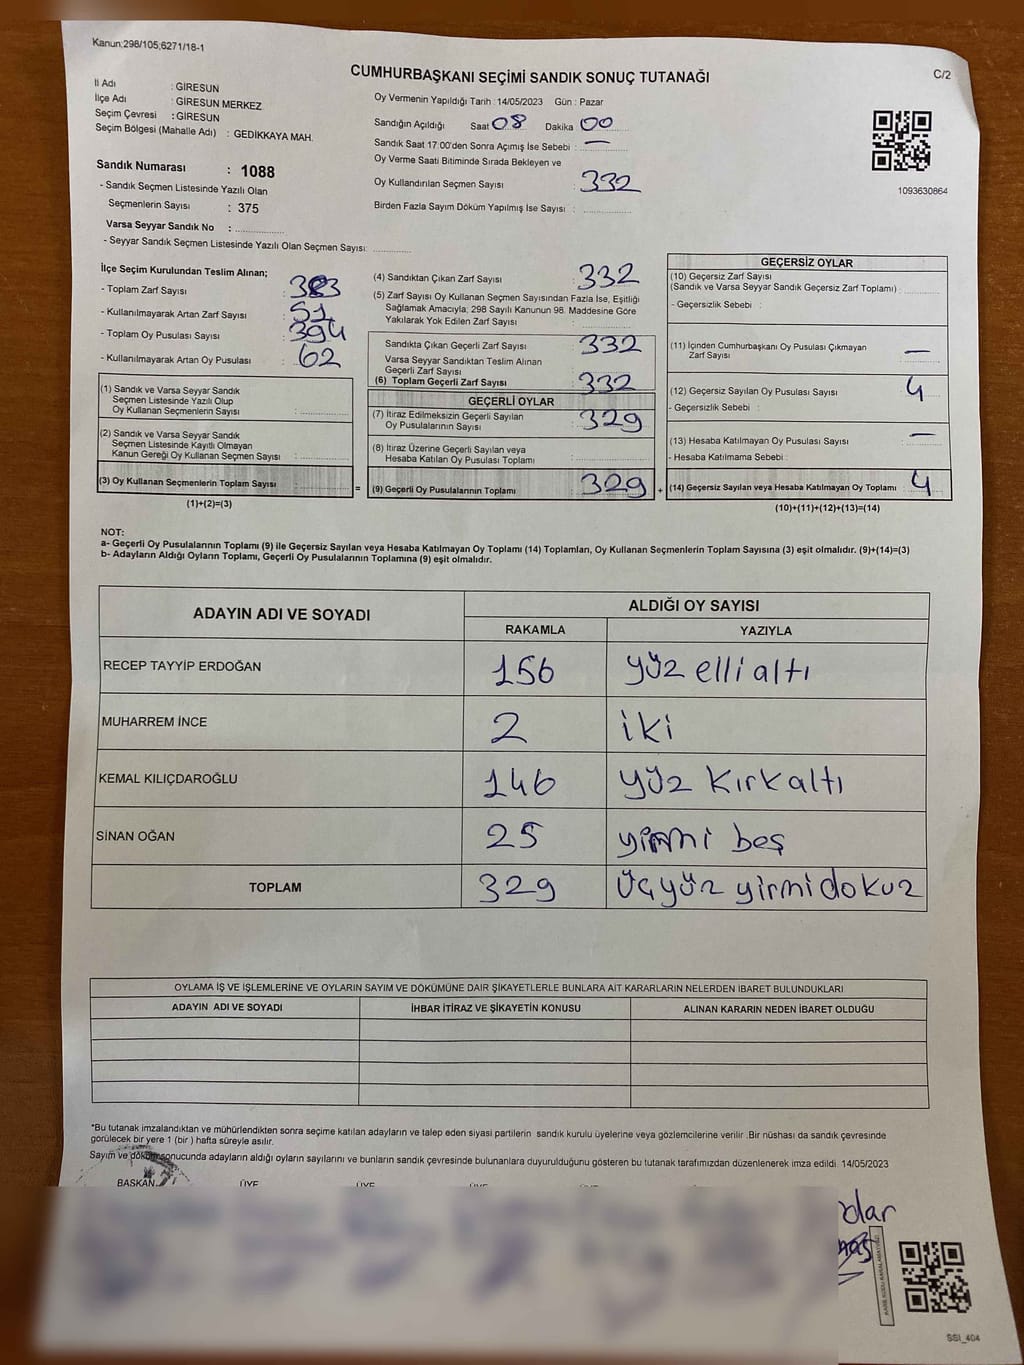 Kanun;298/105;6271/18-1
C/2
CUMHURBAŞKANI SEÇİMİ SANDIK SONUÇ TUTANAĞI
İl Adı : GİRESUN
İlçe Adı : GİRESUN MERKEZ
Seçim Çevresi : GİRESUN
Seçim Bölgesi (Mahalle Adı) : GEDİKKAYA MAH.
Sandık Numarası : 1088
- Sandık Seçmen Listesinde Yazılı Olan
Seçmenlerin Sayısı : 375
Varsa Seyyar Sandık No :
- Seyyar Sandık Seçmen Listesinde Yazılı Olan Seçmen Sayısı:
Oy Vermenin Yapıldığı Tarih : 14/05/2023 Gün : Pazar
Sandığın Açıldığı Saat 08 Dakika 00
Sandık Saat 17:00'den Sonra Açımış İse Sebebi : —
Oy Verme Saati Bitiminde Sırada Bekleyen ve
Oy Kullandırılan Seçmen Sayısı : 332
Birden Fazla Sayım Döküm Yapılmış İse Sayısı :
1093630864
İlçe Seçim Kurulundan Teslim Alınan;
- Toplam Zarf Sayısı :
- Kullanılmayarak Artan Zarf Sayısı : 51
- Toplam Oy Pusulası Sayısı : 394
- Kullanılmayarak Artan Oy Pusulası : 62
(1) Sandık ve Varsa Seyyar Sandık
Seçmen Listesinde Yazılı Olup
Oy Kullanan Seçmenlerin Sayısı :
(2) Sandık ve Varsa Seyyar Sandık
Seçmen Listesinde Kayıtlı Olmayan
Kanun Gereği Oy Kullanan Seçmen Sayısı :
(3) Oy Kullanan Seçmenlerin Toplam Sayısı :
(1)+(2)=(3)
=
(4) Sandıktan Çıkan Zarf Sayısı : 332
(5) Zarf Sayısı Oy Kullanan Seçmen Sayısından Fazla İse, Eşitliği
Sağlamak Amacıyla; 298 Sayılı Kanunun 98. Maddesine Göre
Yakılarak Yok Edilen Zarf Sayısı :
Sandıkta Çıkan Geçerli Zarf Sayısı : 332
Varsa Seyyar Sandıktan Teslim Alınan
Geçerli Zarf Sayısı :
(6) Toplam Geçerli Zarf Sayısı : 332
GEÇERLİ OYLAR
(7) İtiraz Edilmeksizin Geçerli Sayılan
Oy Pusulalarının Sayısı : 329
(8) İtiraz Üzerine Geçerli Sayılan veya
Hesaba Katılan Oy Pusulası Toplamı :
(9) Geçerli Oy Pusulalarının Toplamı : 329
+
GEÇERSİZ OYLAR
(10) Geçersiz Zarf Sayısı
(Sandık ve Varsa Seyyar Sandık Geçersiz Zarf Toplamı) :
- Geçersizlik Sebebi :
(11) İçinden Cumhurbaşkanı Oy Pusulası Çıkmayan
Zarf Sayısı : —
(12) Geçersiz Sayılan Oy Pusulası Sayısı : 4
- Geçersizlik Sebebi :
(13) Hesaba Katılmayan Oy Pusulası Sayısı : —
- Hesaba Katılmama Sebebi :
(14) Geçersiz Sayılan veya Hesaba Katılmayan Oy Toplamı : 4
(10)+(11)+(12)+(13)=(14)
NOT:
a- Geçerli Oy Pusulalarının Toplamı (9) ile Geçersiz Sayılan veya Hesaba Katılmayan Oy Toplamı (14) Toplamları, Oy Kullanan Seçmenlerin Toplam Sayısına (3) eşit olmalıdır. (9)+(14)=(3)
b- Adayların Aldığı Oyların Toplamı, Geçerli Oy Pusulalarının Toplamına (9) eşit olmalıdır.
ADAYIN ADI VE SOYADI ALDIĞI OY SAYISI
RAKAMLA YAZIYLA
RECEP TAYYİP ERDOĞAN 156 yüz elli altı
MUHARREM İNCE 2 iki
KEMAL KILIÇDAROĞLU 146 yüz kırk altı
SİNAN OĞAN 25 yirmi beş
TOPLAM 329 üçyüz yirmi dokuz
OYLAMA İŞ VE İŞLEMLERİNE VE OYLARIN SAYIM VE DÖKÜMÜNE DAİR ŞİKAYETLERLE BUNLARA AİT KARARLARIN NELERDEN İBARET BULUNDUKLARI
ADAYIN ADI VE SOYADI İHBAR İTİRAZ VE ŞİKAYETİN KONUSU ALINAN KARARIN NEDEN İBARET OLDUĞU
*Bu tutanak imzalandıktan ve mühürlendikten sonra seçime katılan adayların ve talep eden siyasi partilerin sandık kurulu üyelerine veya gözlemcilerine verilir .Bir nüshası da sandık çevresinde
görülecek bir yere 1 (bir ) hafta süreyle asılır.
Sayım ve döküm sonucunda adayların aldığı oyların sayılarını ve bunların sandık çevresinde bulunanlara duyurulduğunu gösteren bu tutanak tarafımızdan düzenlenerek imza edildi. 14/05/2023
BAŞKAN ÜYE ÜYE ÜYE
KARE KODU KARALAMAYINIZ
SSI_404